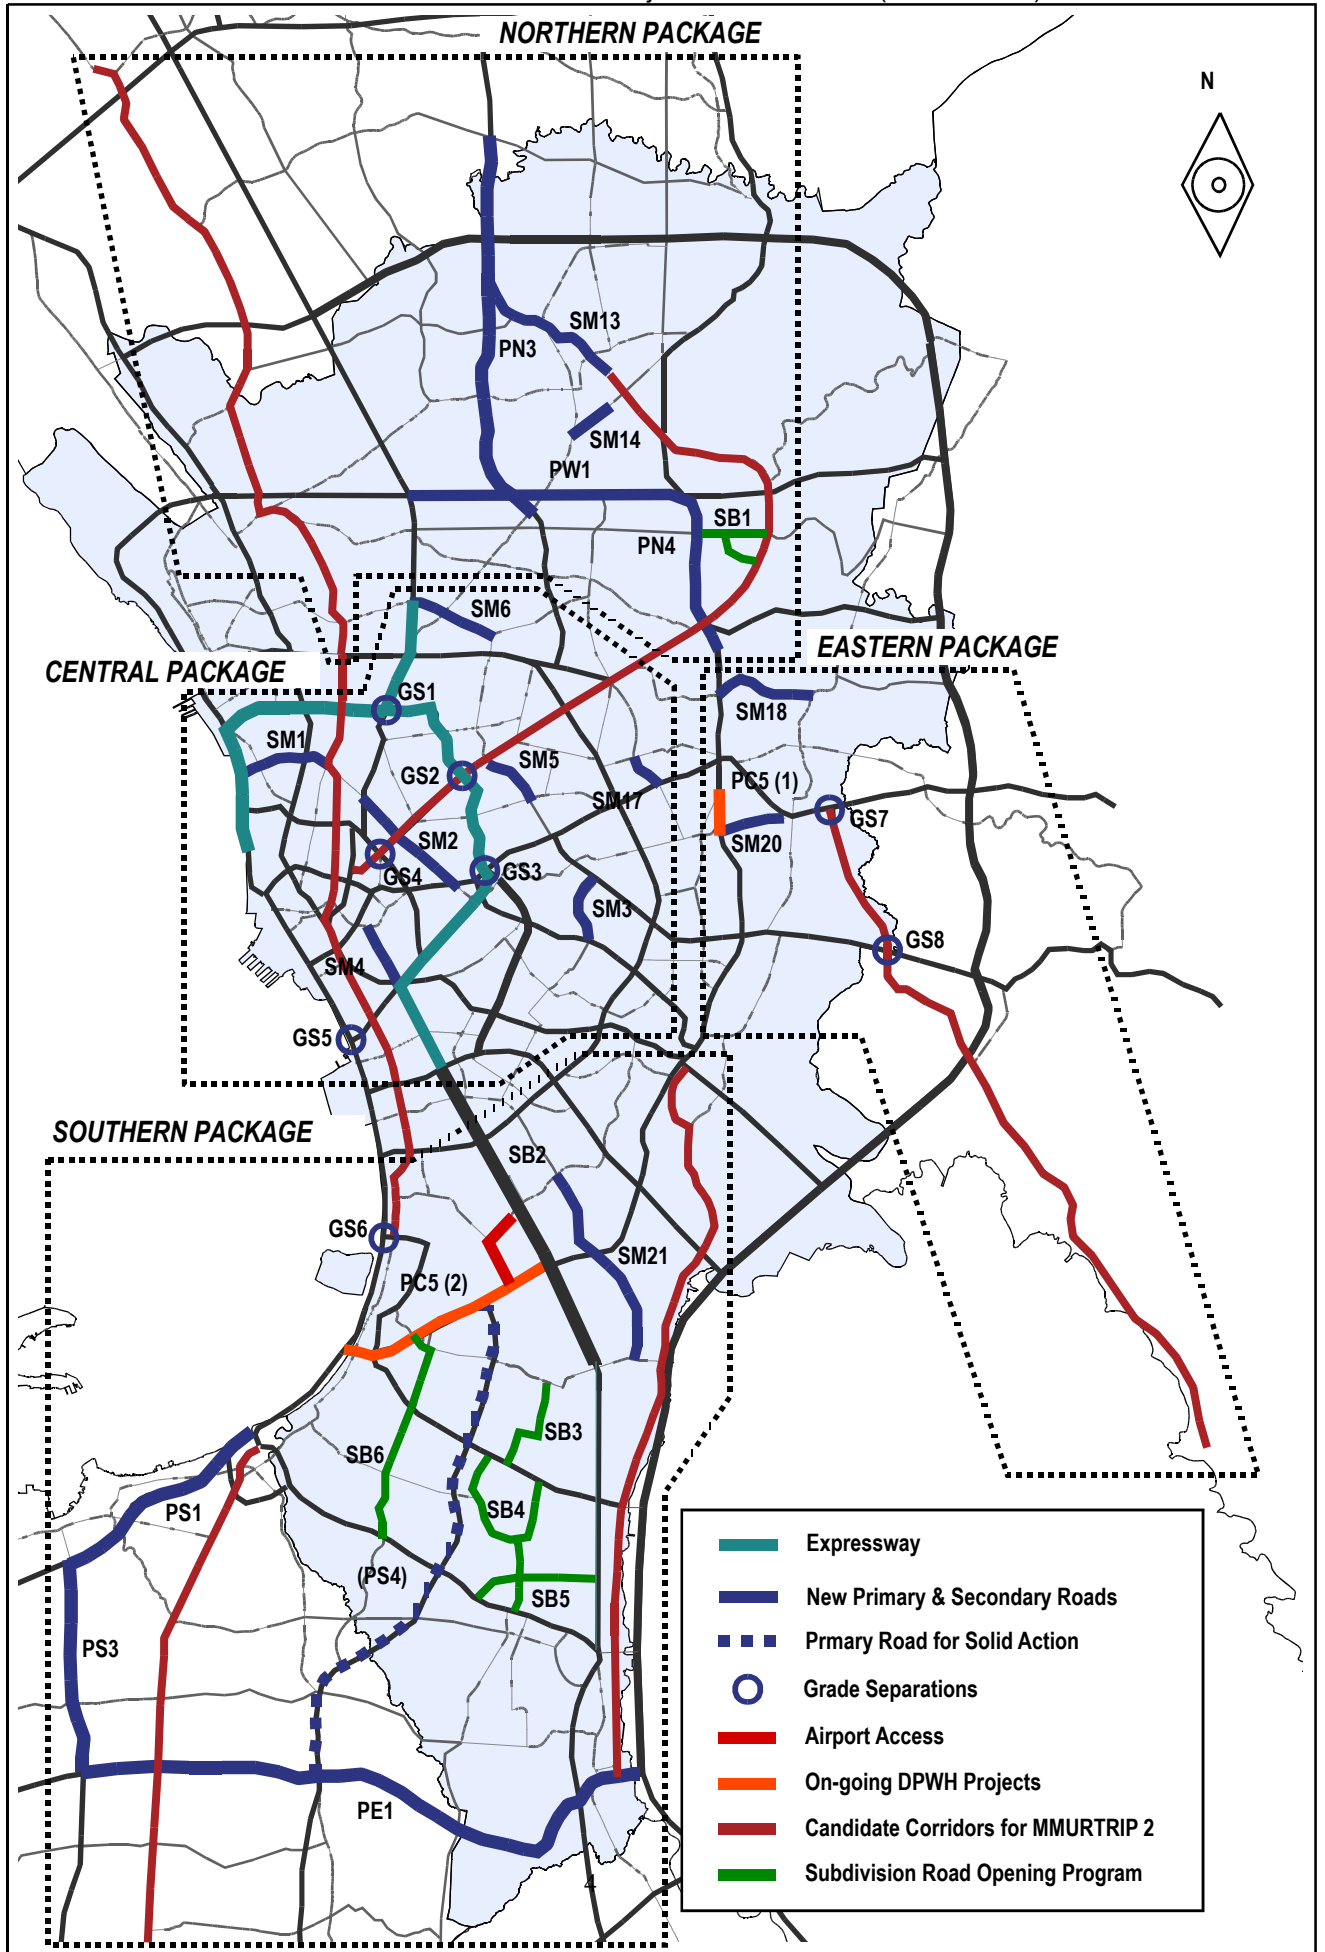 NORTHERN PACKAGE
N
SM13
PN3
SM14
PW1
SB1
PN4
SM6
EASTERN PACKAGE
CENTRAL PACKAGE
GS1
SM18
SM1
SM5
GS2
PC5 (1)
SM17
GS7
SM2
SM20
GS4
GS3
SM3
GS8
SM4
GS5
SOUTHERN PACKAGE
SB2
GS6
SM21
PC5 (2)
SB3
SB6
SB4
PS1
(PS4)
SB5
PS3
PE1
Expressway
New Primary & Secondary Roads
Prmary Road for Solid Action
Grade Separations
Airport Access
On-going DPWH Projects
Candidate Corridors for MMURTRIP 2
Subdivision Road Opening Program
4